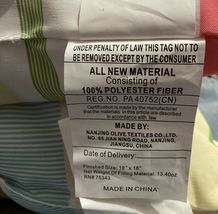 UNDER PENALTY OF LAW THIS TAG NOT TO
BE REMOVED EXCEPT BY THE CONSUMER
ALL NEW MATERIAL
Consisting of
100% POLYESTER FIBER
REG.NO. PA40752(CN)
Certification is made by the manufacturer
that the materials in this article are described
in accordance with law.
MADE BY:
NANJING OLIVE TEXTILES CO.,LTD.
NO. 65 JIAN NING ROAD, NANJING,
JIANGSU, CHINA
Date of Delivery:
Finished Size: 18" x 18"
Net Weight Of Filling Material: 13.40oz
RN# 75343
MADE IN CHINA